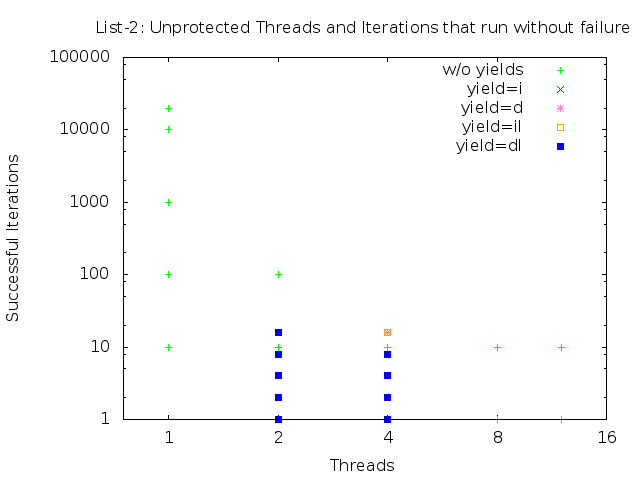 List-2: Unprotected Threads and Iterations that run without failure
100000
10000
1000
100
10
1
Successful Iterations
w/o yields
yield=i
yield=d
yield=il
yield=dl
1 2 4 8 16
Threads